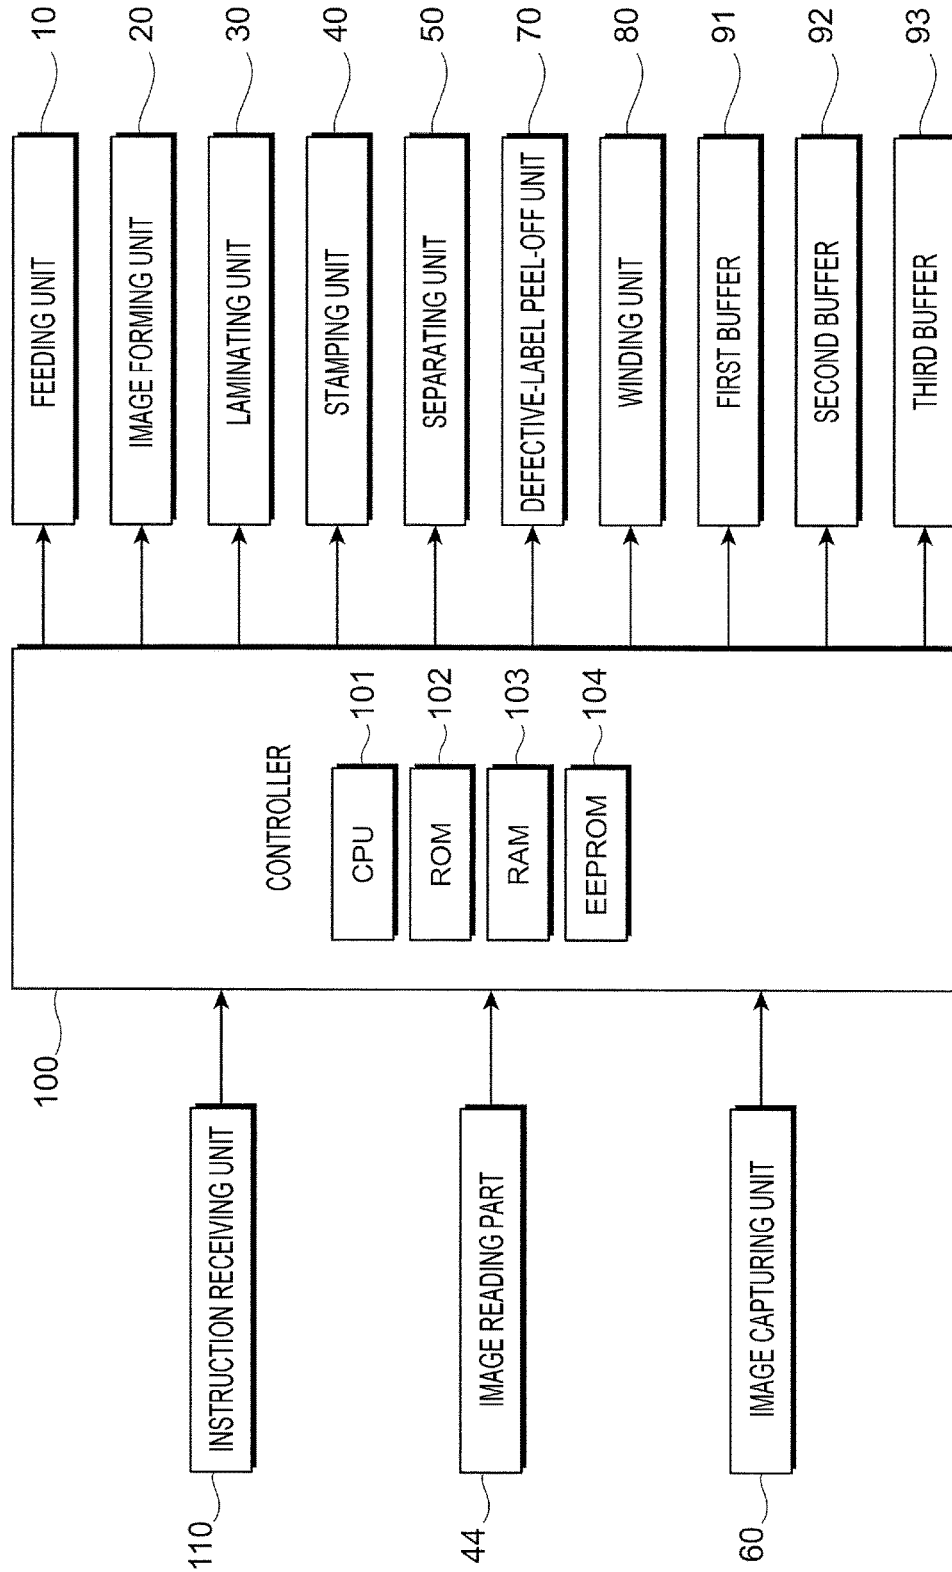 110
INSTRUCTION RECEIVING UNIT
44
IMAGE READING PART
60
IMAGE CAPTURING UNIT
100
CONTROLLER
CPU
101
ROM
102
RAM
103
EEPROM
104
FEEDING UNIT
10
IMAGE FORMING UNIT
20
LAMINATING UNIT
30
STAMPING UNIT
40
SEPARATING UNIT
50
DEFECTIVE-LABEL PEEL-OFF UNIT
70
WINDING UNIT
80
FIRST BUFFER
91
SECOND BUFFER
92
THIRD BUFFER
93